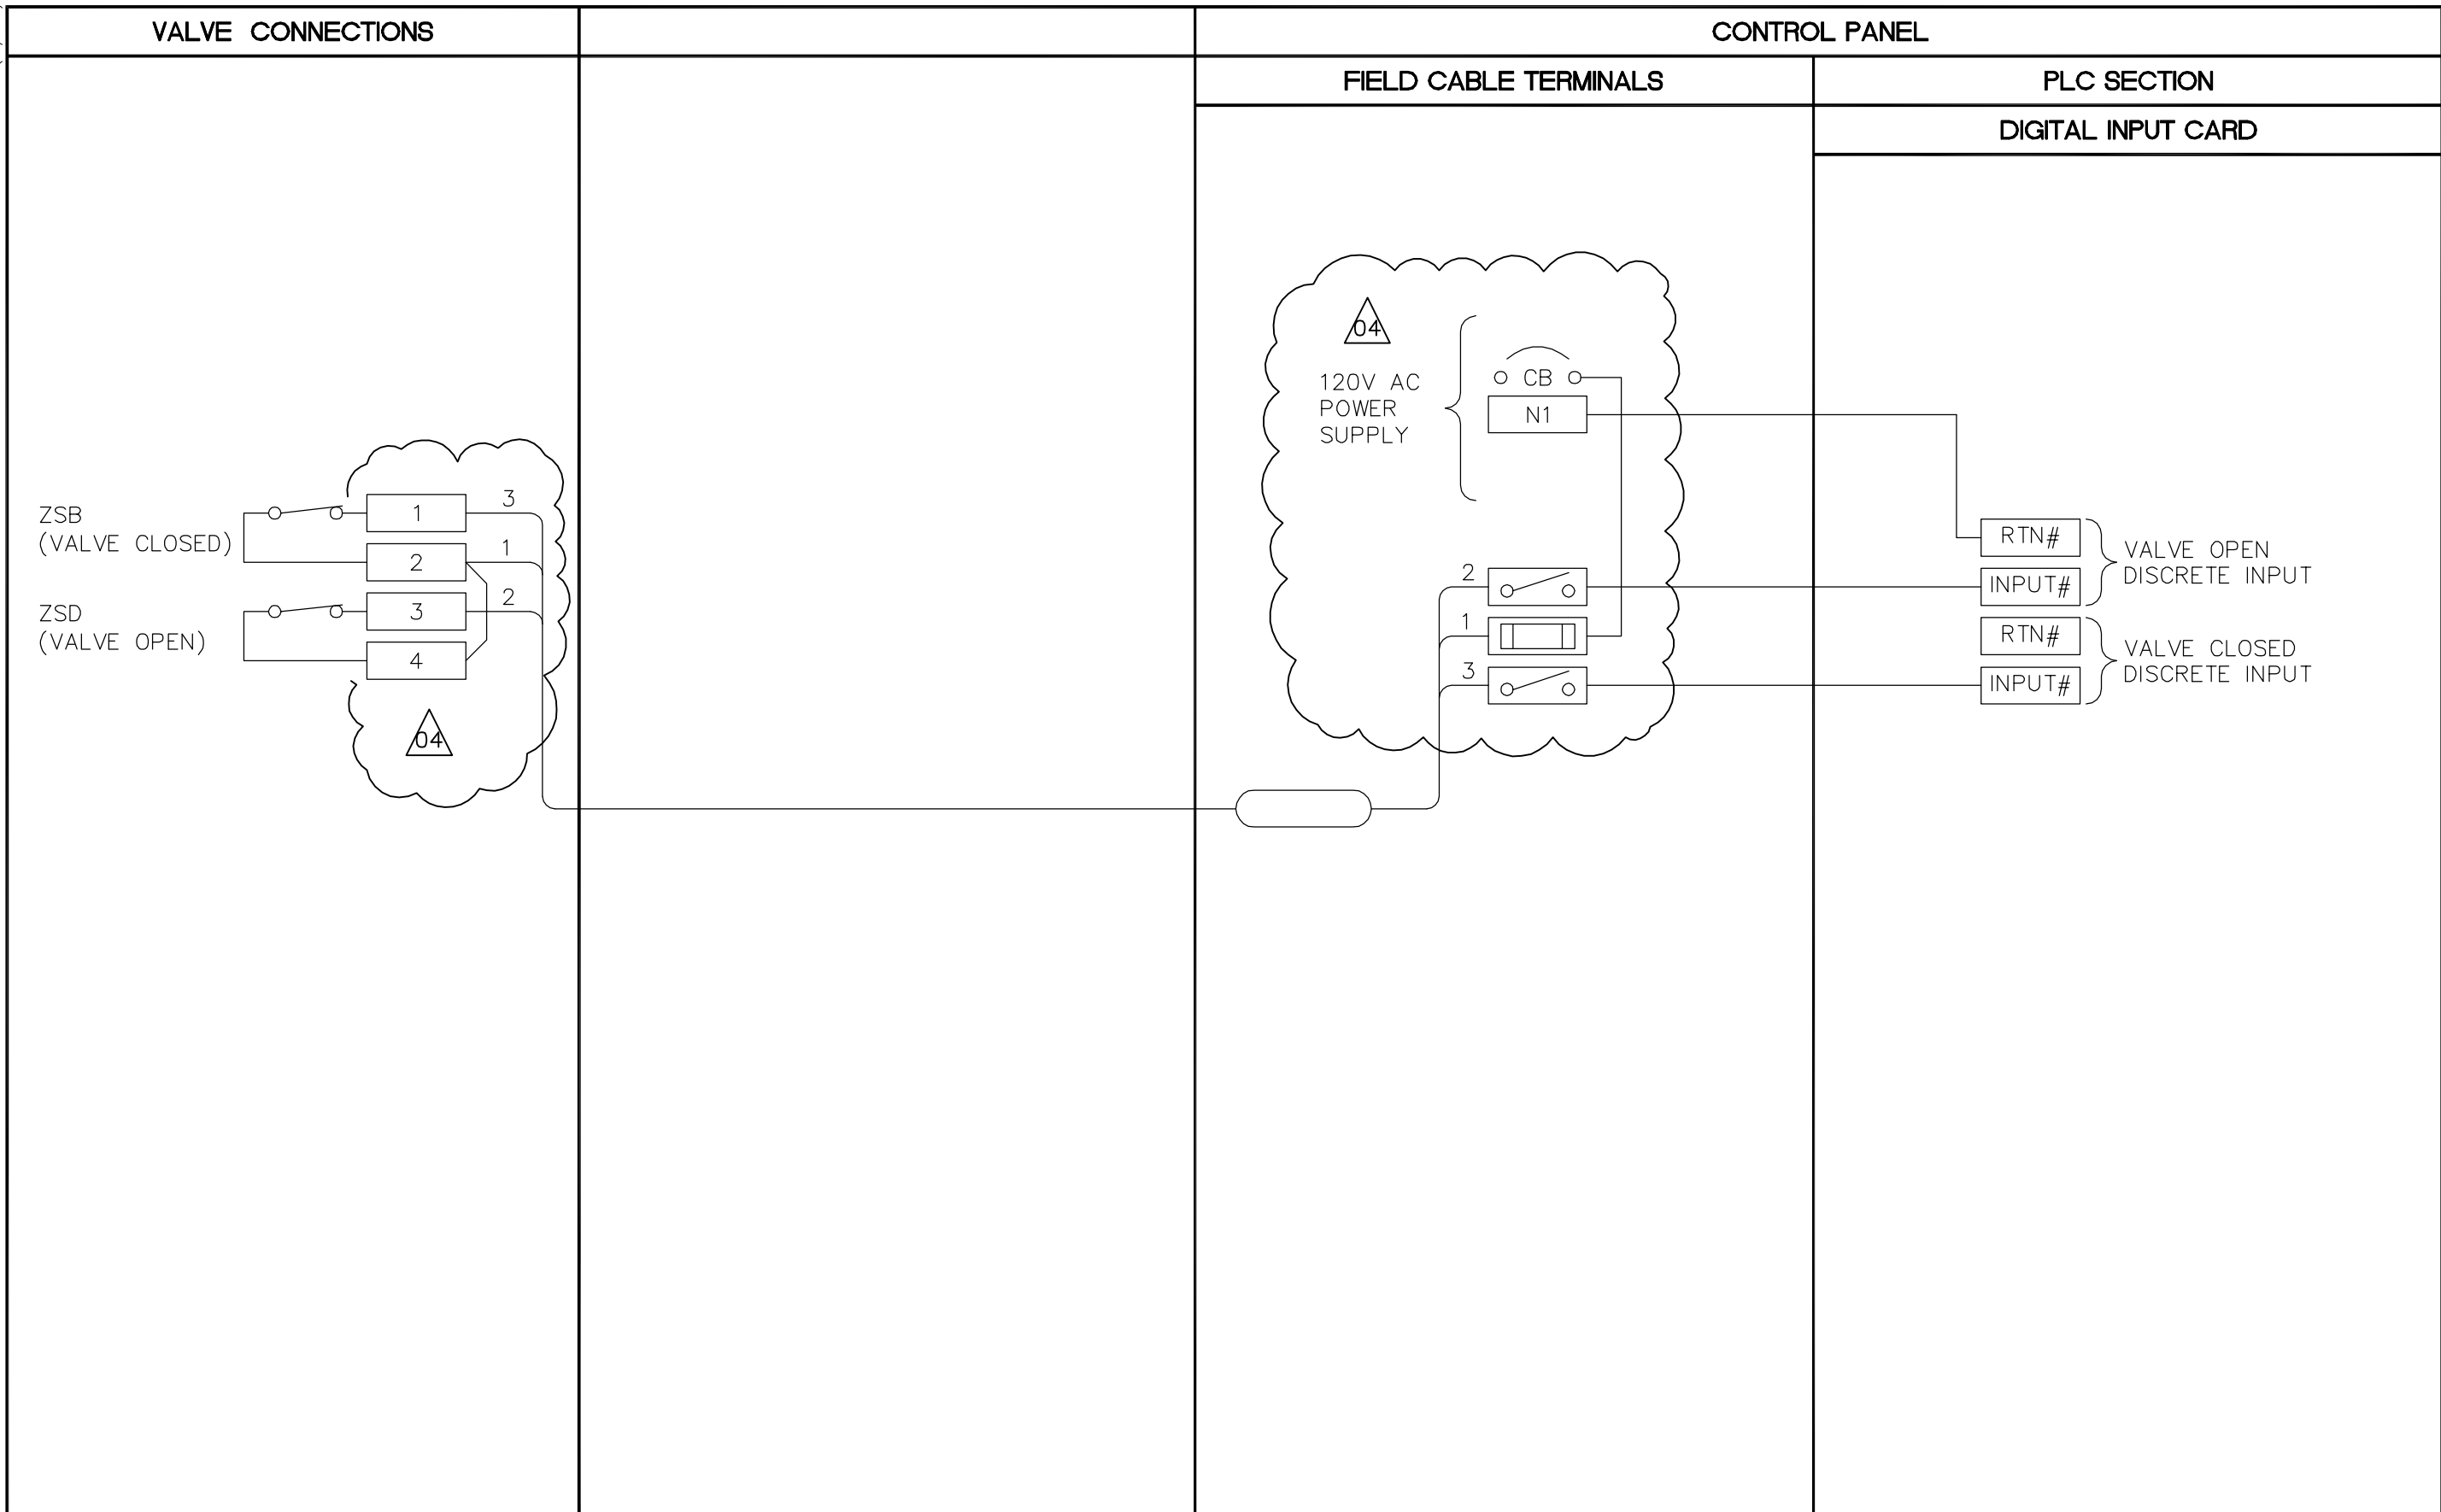 VALVE CONNECTIONS
CONTROL PANEL
FIELD CABLE TERMINALS
PLC SECTION
DIGITAL INPUT CARD
04
120V AC
POWER
SUPPLY
CB
N1
ZSB
(VALVE CLOSED)
1
3
2
1
ZSD
(VALVE OPEN)
3
2
4
04
2
1
3
RTN#
INPUT#
VALVE OPEN
DISCRETE INPUT
RTN#
INPUT#
VALVE CLOSED
DISCRETE INPUT